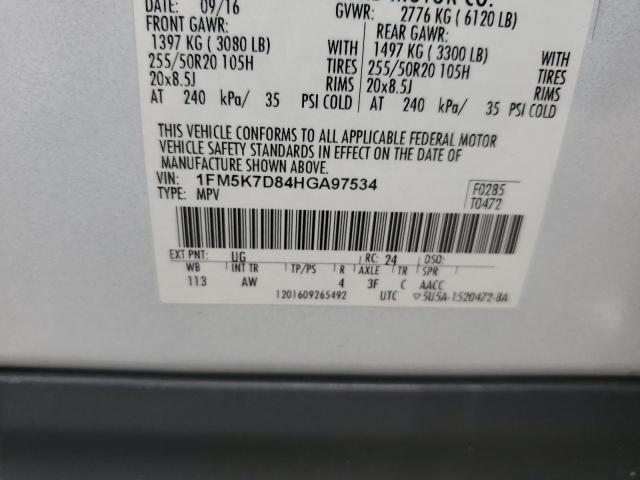 DATE: 09/16
MOTOR CO.
GVWR: 2776 KG ( 6120 LB)
FRONT GAWR:
REAR GAWR:
1397 KG ( 3080 LB) WITH 1497 KG ( 3300 LB) WITH
255/50R20 105H TIRES 255/50R20 105H TIRES
20x8.5J RIMS 20x8.5J RIMS
AT 240 kPa/ 35 PSI COLD AT 240 kPa/ 35 PSI COLD
THIS VEHICLE CONFORMS TO ALL APPLICABLE FEDERAL MOTOR
VEHICLE SAFETY STANDARDS IN EFFECT ON THE DATE OF
MANUFACTURE SHOWN ABOVE.
VIN: 1FM5K7D84HGA97534
TYPE: MPV
F0285
T0472
EXT PNT: UG RC: 24 DSO:
WB INT TR TP/PS R AXLE TR SPR
113 AW 4 3F C AACC
1201609265492 UTC ▽5U5A-1520472-BA